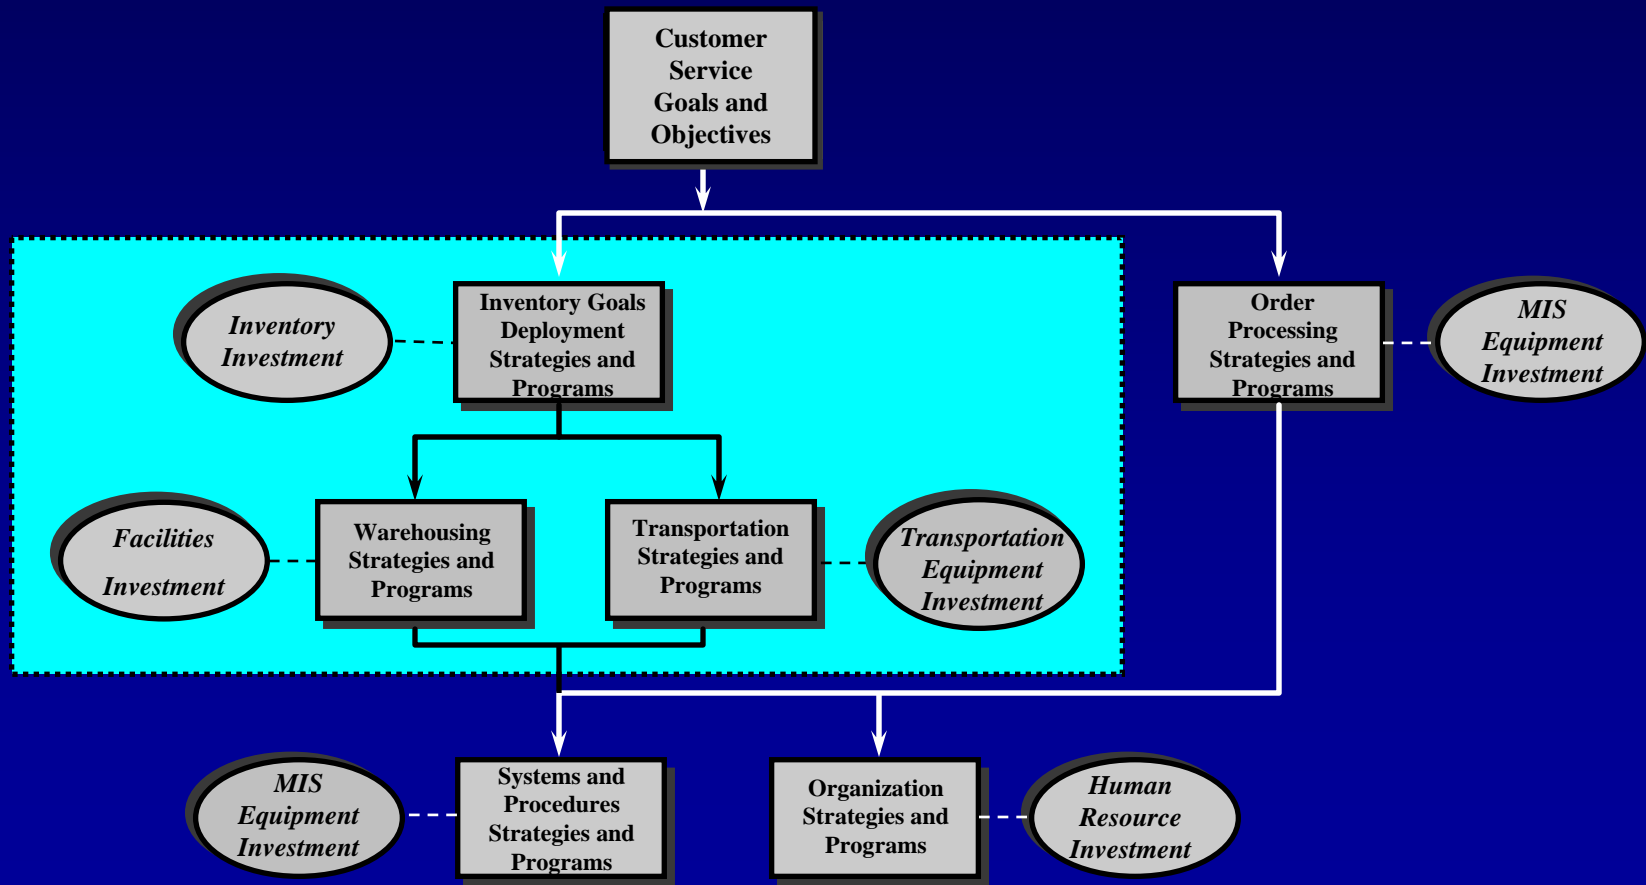 Customer
Service
Goals and
Objectives
Inventory
Investment
Inventory Goals
Deployment
Strategies and
Programs
Order
Processing
Strategies and
Programs
MIS
Equipment
Investment
Facilities
Investment
Warehousing
Strategies and
Programs
Transportation
Strategies and
Programs
Transportation
Equipment
Investment
MIS
Equipment
Investment
Systems and
Procedures
Strategies and
Programs
Organization
Strategies and
Programs
Human
Resource
Investment